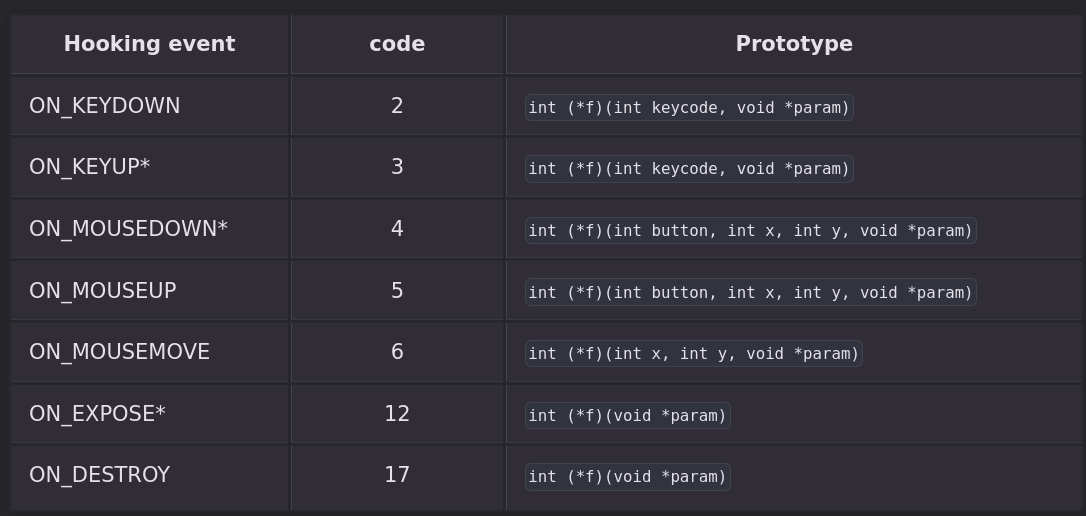 Hooking event code Prototype
ON_KEYDOWN 2 int (*f)(int keycode, void *param)
ON_KEYUP* 3 int (*f)(int keycode, void *param)
ON_MOUSEDOWN* 4 int (*f)(int button, int x, int y, void *param)
ON_MOUSEUP 5 int (*f)(int button, int x, int y, void *param)
ON_MOUSEMOVE 6 int (*f)(int x, int y, void *param)
ON_EXPOSE* 12 int (*f)(void *param)
ON_DESTROY 17 int (*f)(void *param)